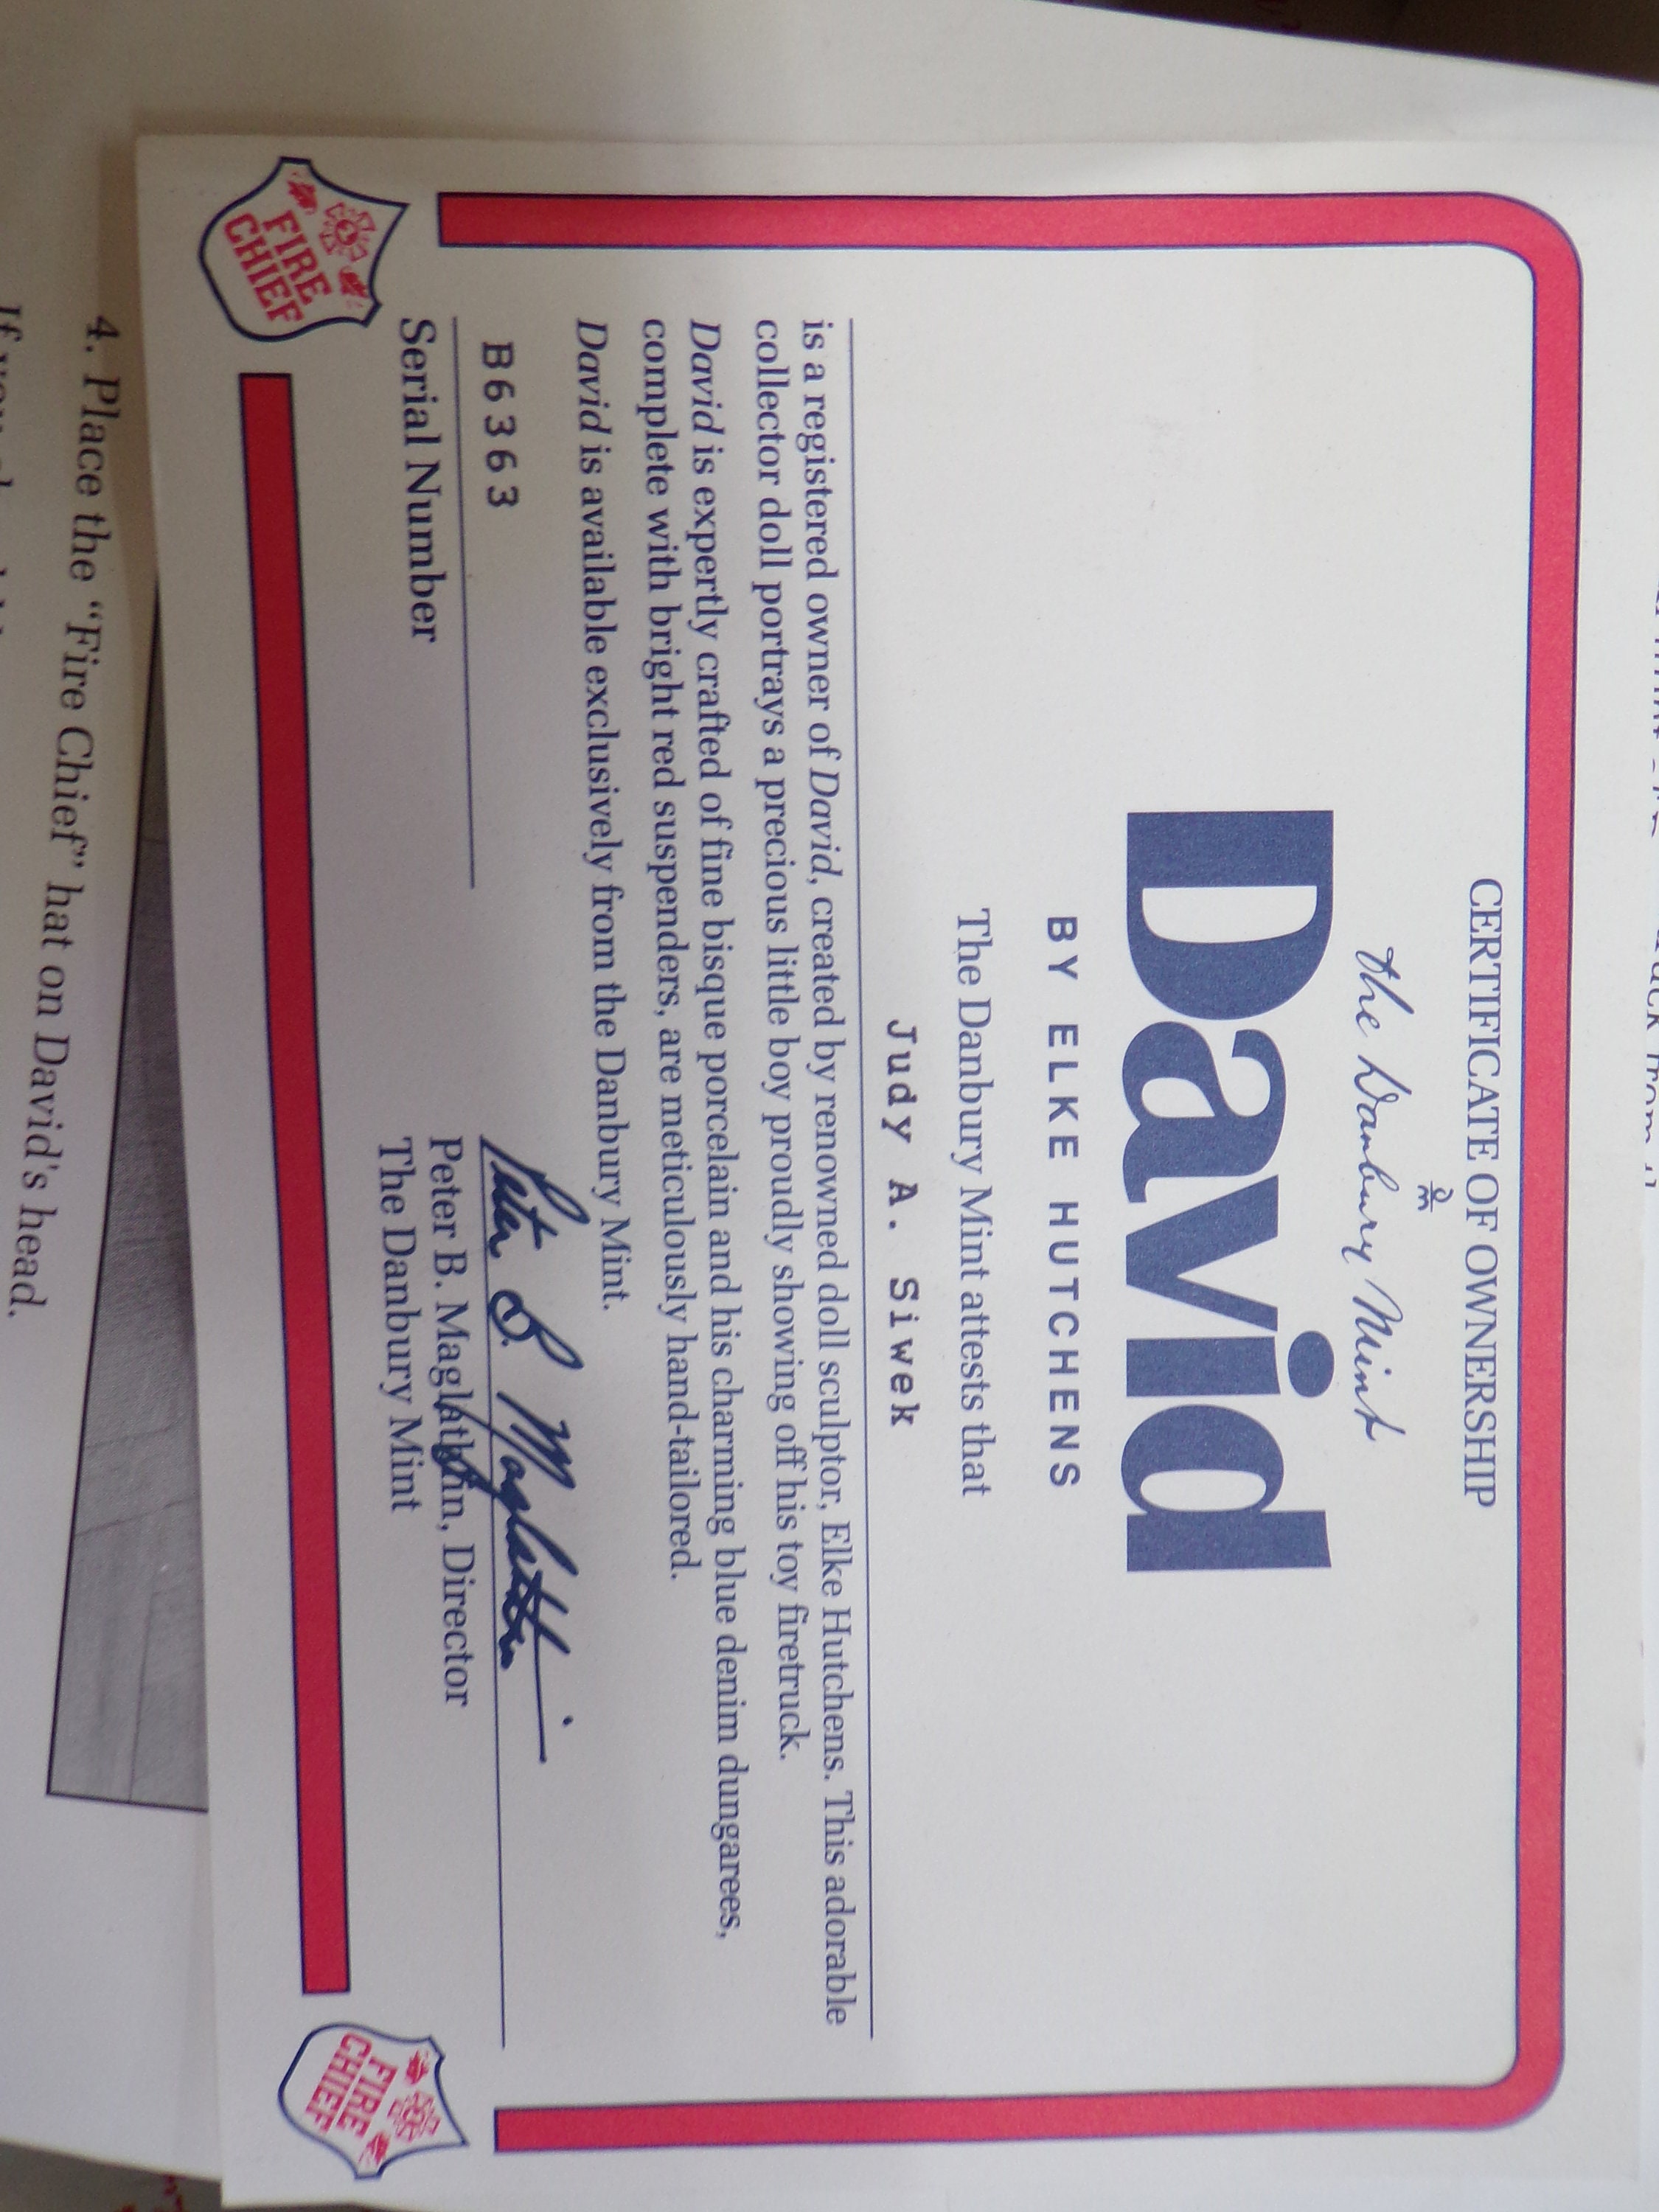 CERTIFICATE OF OWNERSHIP
The Danbury Mint
David
BY ELKE HUTCHENS
The Danbury Mint attests that
Judy A. Siwek
is a registered owner of David, created by renowned doll sculptor, Elke Hutchens. This adorable
collector doll portrays a precious little boy proudly showing off his toy firetruck.
David is expertly crafted of fine bisque porcelain and his charming blue denim dungarees,
complete with bright red suspenders, are meticulously hand-tailored.
David is available exclusively from the Danbury Mint.
B6363
Serial Number
Peter B. Maglathlin
Peter B. Maglathlin, Director
The Danbury Mint
FIRE
CHIEF
FIRE
CHIEF
4. Place the “Fire Chief” hat on David's head.